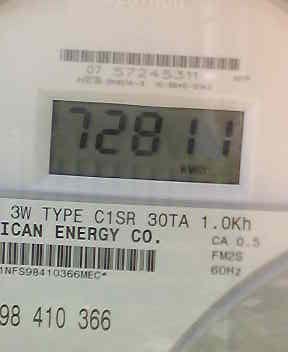 07 57245311
72811
KWH
3W TYPE C1SR 30TA 1.0Kh
ICAN ENERGY CO.
CA 0.5
FM2S
60Hz
1NFS98410366MEC*
98 410 366